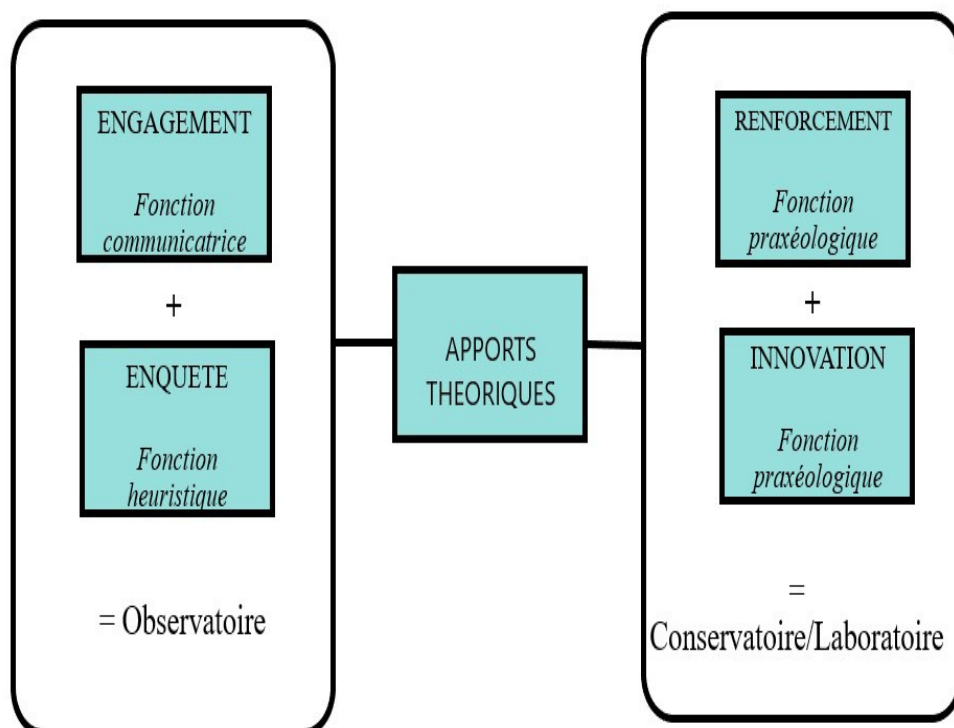 ENGAGEMENT
Fonction
communicatrice
+
ENQUETE
Fonction
heuristique
= Observatoire
APPORTS
THEORIQUES
RENFORCEMENT
Fonction
praxéologique
+
INNOVATION
Fonction
praxéologique
=
Conservatoire/Laboratoire